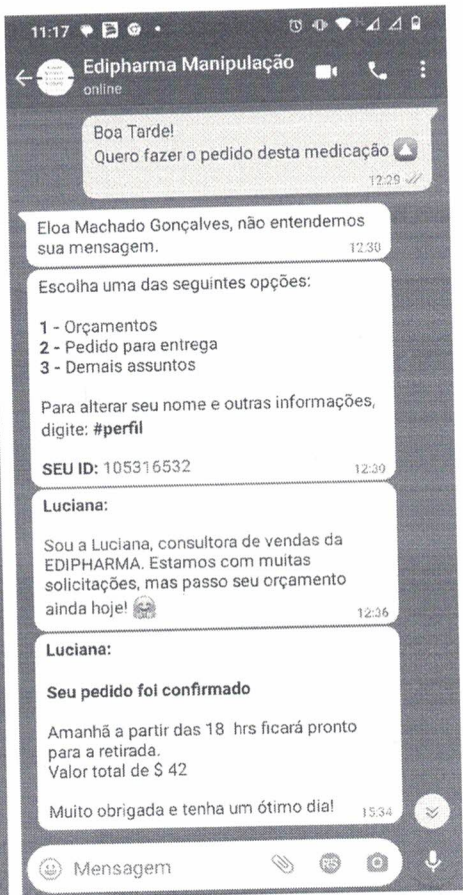 11:17
Edipharma Manipulação
online
Boa Tarde!
Quero fazer o pedido desta medicação
12:29
Eloa Machado Gonçalves, não entendemos
sua mensagem.
12:30
Escolha uma das seguintes opções:
1 - Orçamentos
2 - Pedido para entrega
3 - Demais assuntos
Para alterar seu nome e outras informações,
digite: #perfil
SEU ID: 105316532
12:30
Luciana:
Sou a Luciana, consultora de vendas da
EDIPHARMA. Estamos com muitas
solicitações, mas passo seu orçamento
ainda hoje!
12:36
Luciana:
Seu pedido foi confirmado
Amanhã a partir das 18 hrs ficará pronto
para a retirada.
Valor total de $ 42
Muito obrigada e tenha um ótimo dia!
15:34
Mensagem
R$